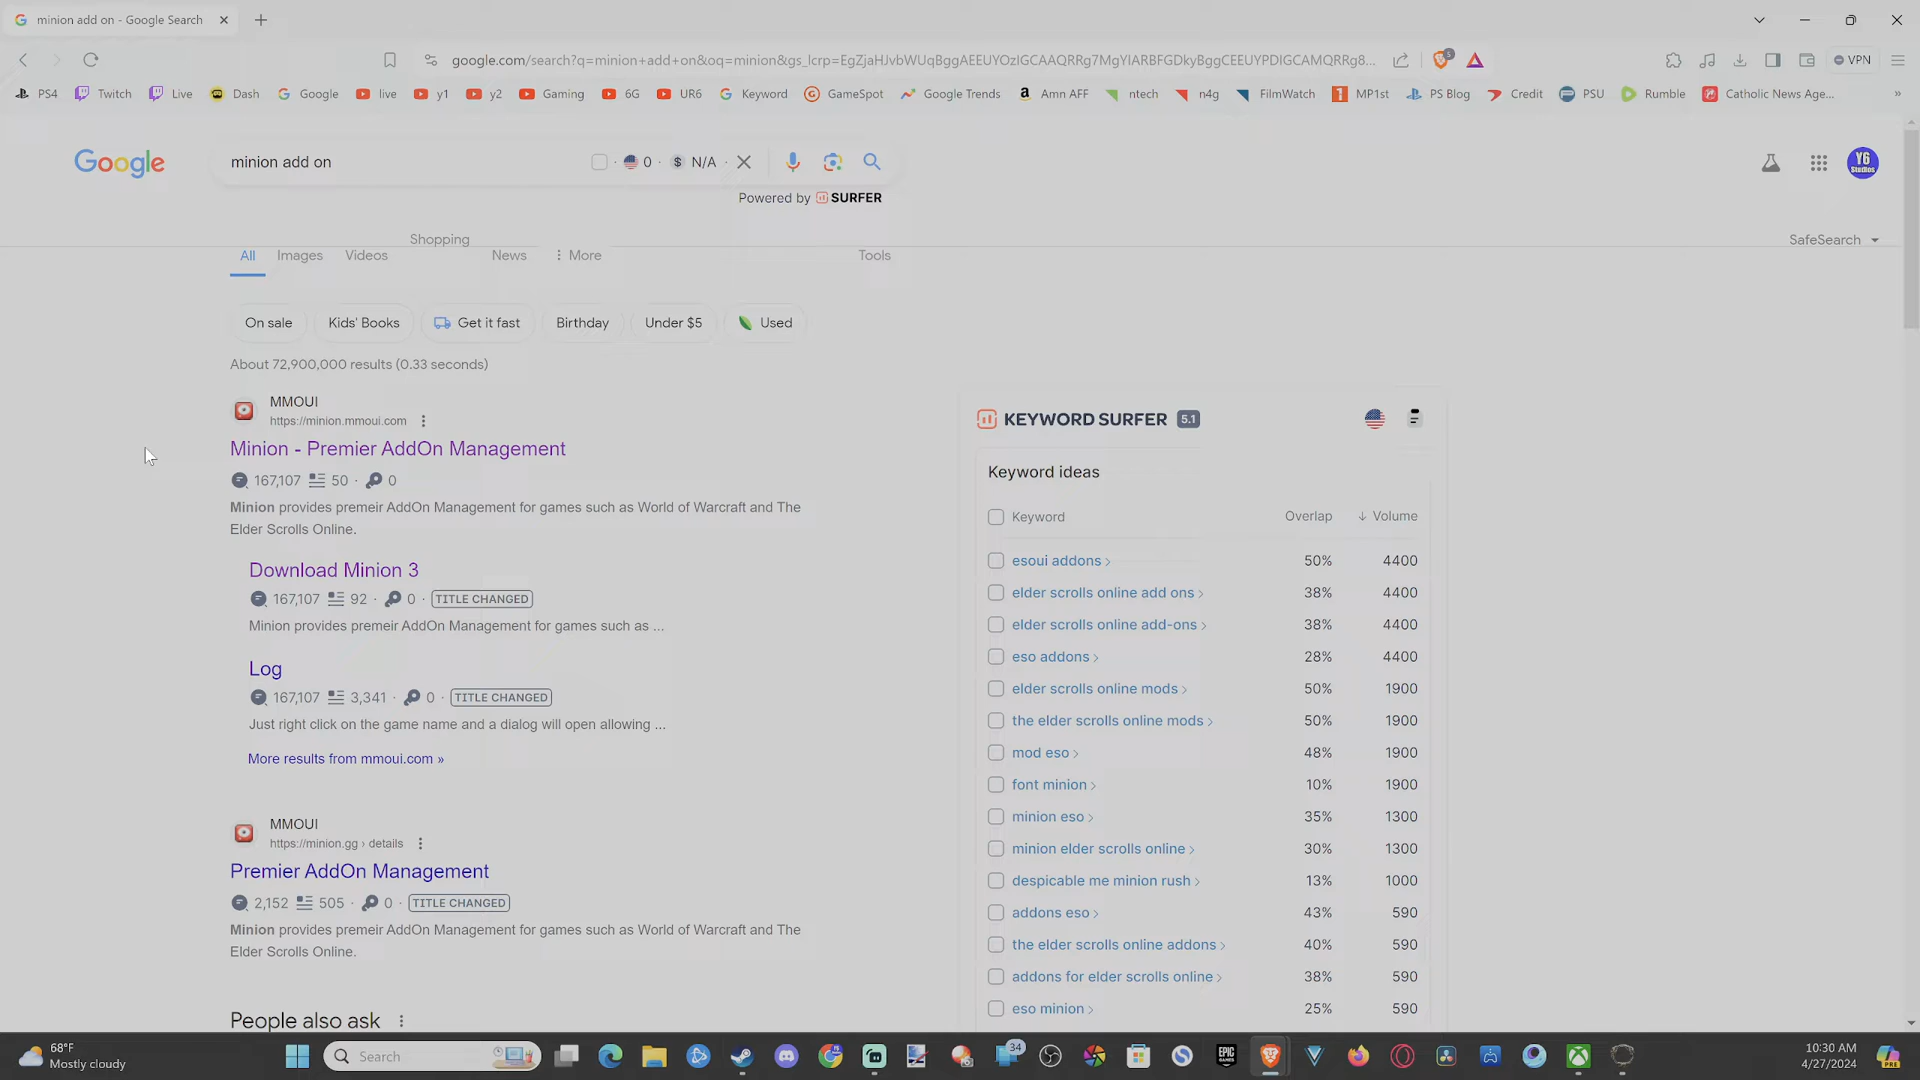 minion add on - Google Search
google.com/search?q=minion+add+on&oq=minion&gs_lcrp=EgZjaHJvbWUqBggAEEUYOzIGCAAQRRg7MgYIARBFGDkyBggCEEUYPDIGCAMQRRg8...
5
VPN
PS4 Twitch Live Dash Google live y1 y2 Gaming 6G UR6 Keyword GameSpot Google Trends Amn AFF ntech n4g FilmWatch MP1st PS Blog Credit PSU Rumble Catholic News Age... »
Google
minion add on
0 · $ N/A ·
Y6
Studios
Powered by SURFER
All Images Videos Shopping News More Tools
SafeSearch
On sale Kids' Books Get it fast Birthday Under $5 Used
About 72,900,000 results (0.33 seconds)
MMOUI
https://minion.mmoui.com
Minion - Premier AddOn Management
167,107 50 · 0
Minion provides premeir AddOn Management for games such as World of Warcraft and The
Elder Scrolls Online.
Download Minion 3
167,107 92 · 0 · TITLE CHANGED
Minion provides premeir AddOn Management for games such as ...
Log
167,107 3,341 · 0 · TITLE CHANGED
Just right click on the game name and a dialog will open allowing ...
More results from mmoui.com »
MMOUI
https://minion.gg › details
Premier AddOn Management
2,152 505 · 0 · TITLE CHANGED
Minion provides premeir AddOn Management for games such as World of Warcraft and The
Elder Scrolls Online.
People also ask
KEYWORD SURFER 5.1
Keyword ideas
Keyword Overlap ↓ Volume
esoui addons › 50% 4400
elder scrolls online add ons › 38% 4400
elder scrolls online add-ons › 38% 4400
eso addons › 28% 4400
elder scrolls online mods › 50% 1900
the elder scrolls online mods › 50% 1900
mod eso › 48% 1900
font minion › 10% 1900
minion eso › 35% 1300
minion elder scrolls online › 30% 1300
despicable me minion rush › 13% 1000
addons eso › 43% 590
the elder scrolls online addons › 40% 590
addons for elder scrolls online › 38% 590
eso minion › 25% 590
68°F
Mostly cloudy
Search
34
EPIC
GAMES
10:30 AM
4/27/2024
PRE